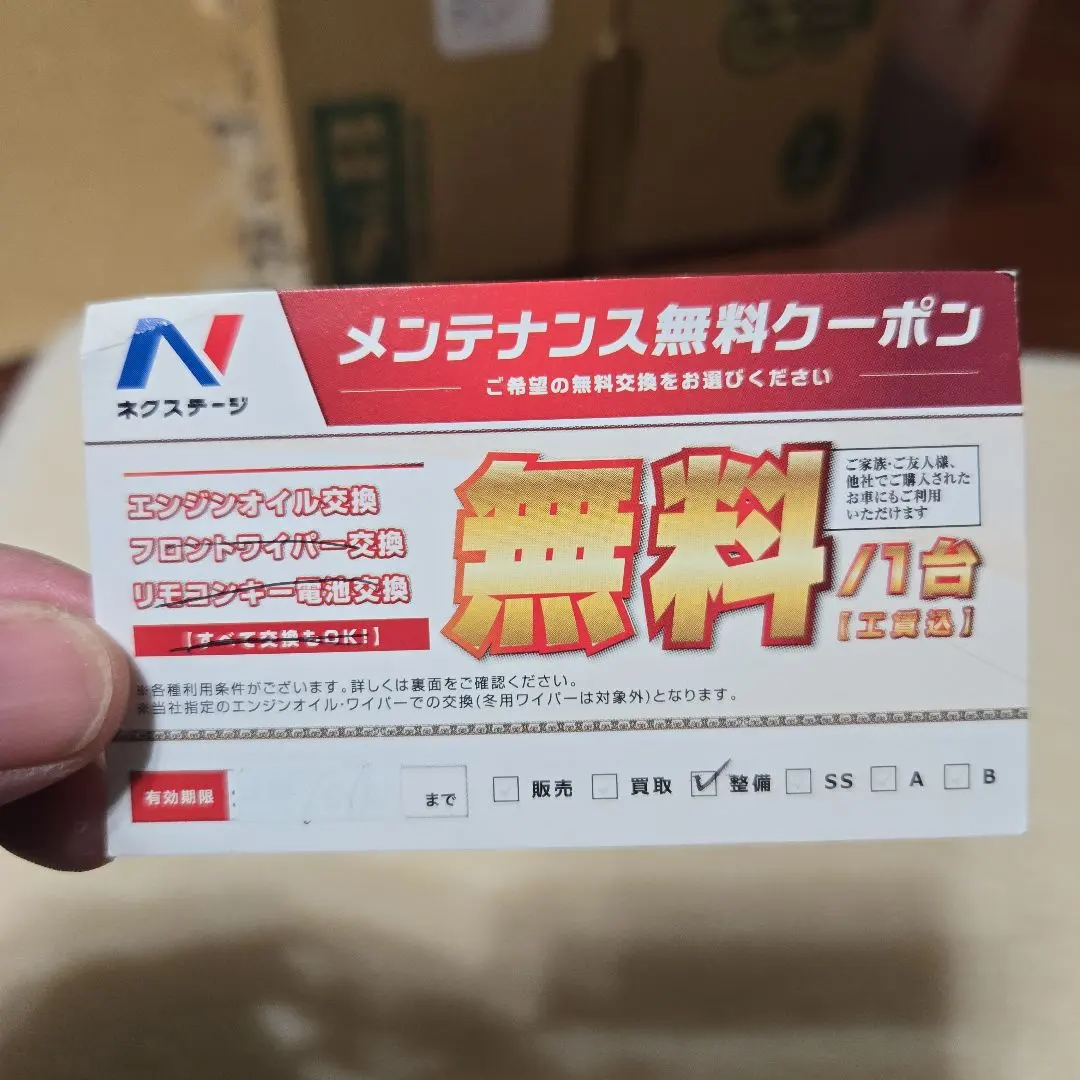 ネクステージ
メンテナンス無料クーポン
ご希望の無料交換をお選びください
エンジンオイル交換
フロントワイパー交換
リモコンキー電池交換
【すべて交換もOK!】
無料/1台
【工賃込】
ご家族・ご友人様、
他社でご購入された
お車にもご利用
いただけます
※各種利用条件がございます。詳しくは裏面をご確認ください。
※当社指定のエンジンオイル・ワイパーでの交換(冬用ワイパーは対象外)となります。
有効期限: まで 販売 買取 整備 SS A B